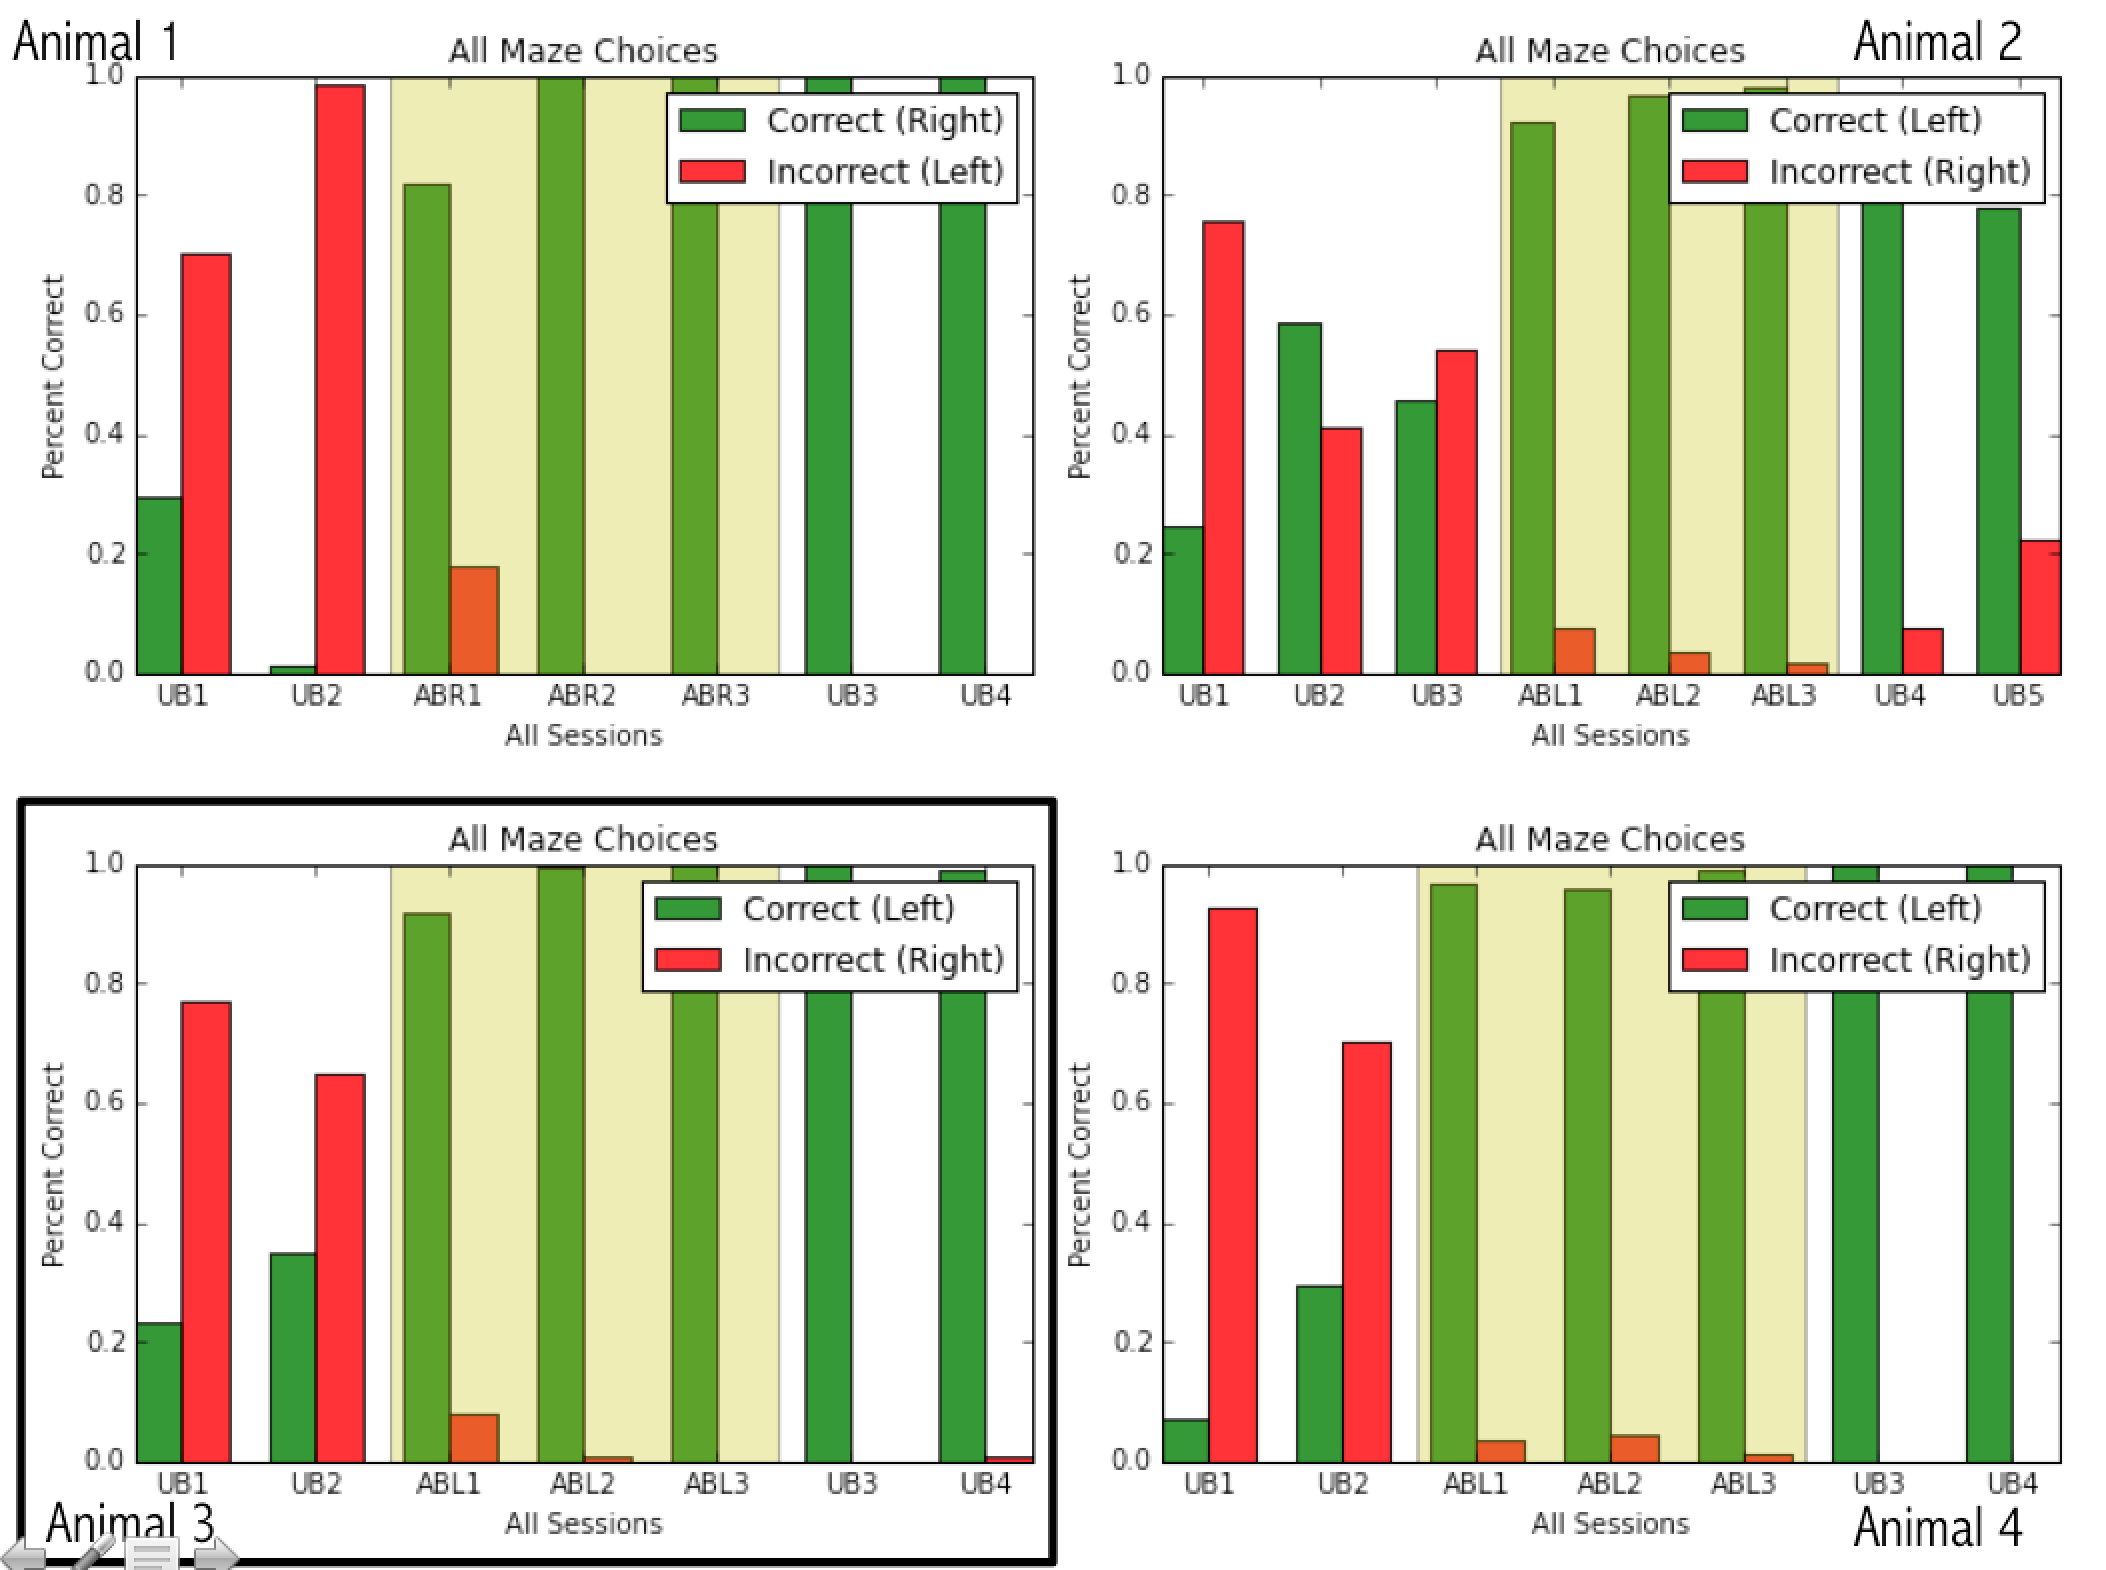 Animal 1
All Maze Choices
Correct (Right)
Incorrect (Left)
Percent Correct
1.0
0.8
0.6
0.4
0.2
0.0
UB1 UB2 ABR1 ABR2 ABR3 UB3 UB4
All Sessions
Animal 2
All Maze Choices
Correct (Left)
Incorrect (Right)
Percent Correct
1.0
0.8
0.6
0.4
0.2
0.0
UB1 UB2 UB3 ABL1 ABL2 ABL3 UB4 UB5
All Sessions
All Maze Choices
Correct (Left)
Incorrect (Right)
Percent Correct
1.0
0.8
0.6
0.4
0.2
0.0
UB1 UB2 ABL1 ABL2 ABL3 UB3 UB4
All Sessions
Animal 3
All Maze Choices
Correct (Left)
Incorrect (Right)
Percent Correct
1.0
0.8
0.6
0.4
0.2
0.0
UB1 UB2 ABL1 ABL2 ABL3 UB3 UB4
All Sessions
Animal 4